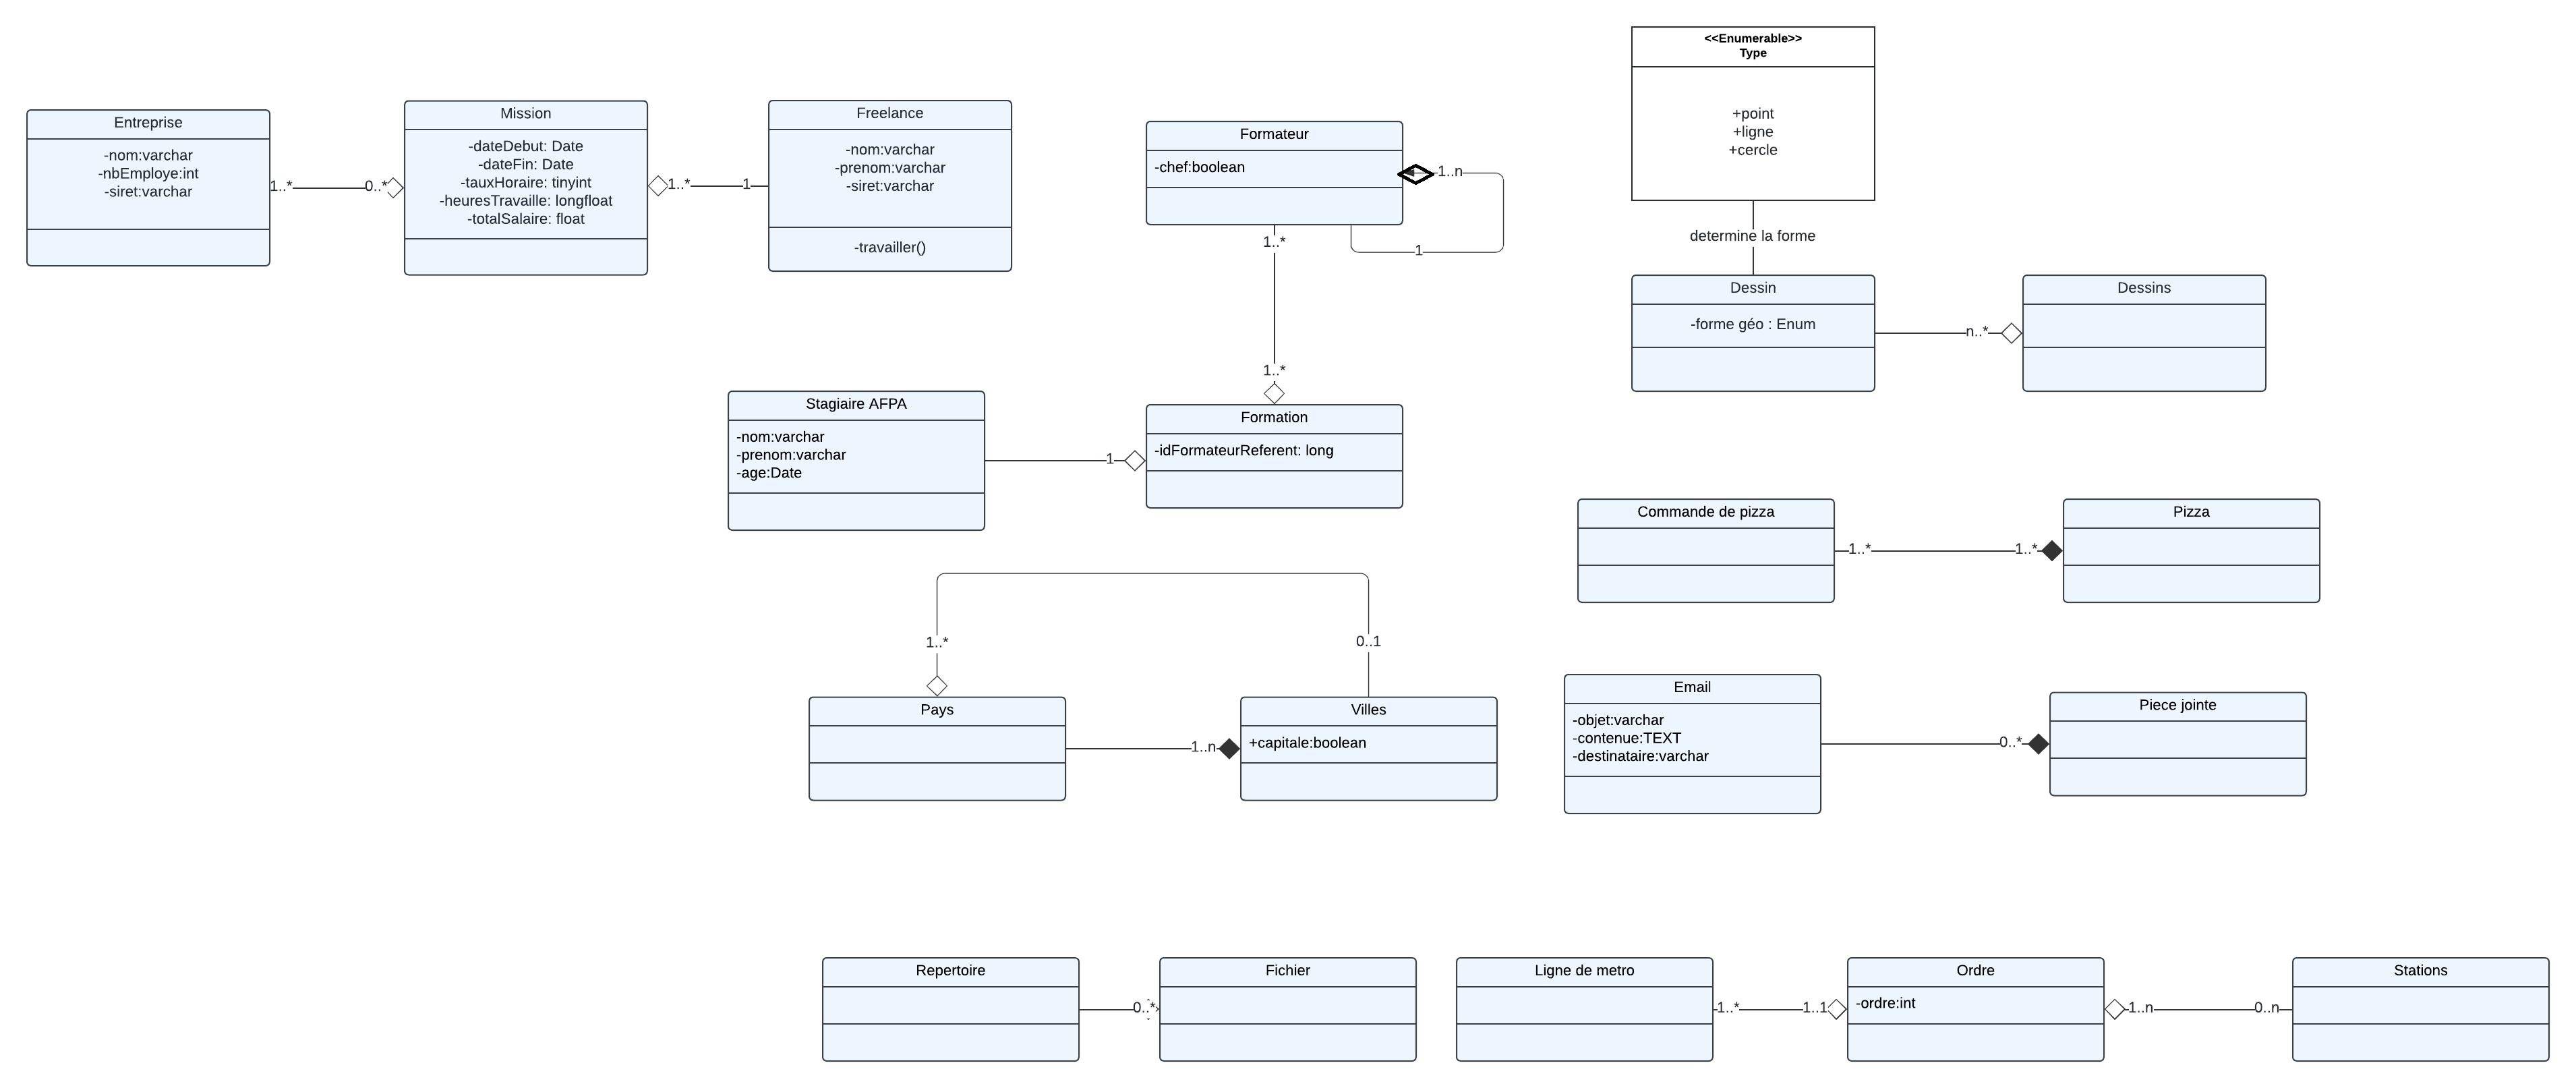 <<Enumerable>>
Type
+point
+ligne
+cercle
determine la forme
Entreprise
-nom:varchar
-nbEmploye:int
-siret:varchar
1..*
0..*
Mission
-dateDebut: Date
-dateFin: Date
-tauxHoraire: tinyint
-heuresTravaille: longfloat
-totalSalaire: float
1..*
1
Freelance
-nom:varchar
-prenom:varchar
-siret:varchar
-travailler()
Formateur
-chef:boolean
1..n
1
1..*
1..*
Dessin
-forme géo : Enum
n..*
Dessins
Stagiaire AFPA
-nom:varchar
-prenom:varchar
-age:Date
1
Formation
-idFormateurReferent: long
Commande de pizza
1..*
1..*
Pizza
1..*
0..1
Pays
1..n
Villes
+capitale:boolean
Email
-objet:varchar
-contenue:TEXT
-destinataire:varchar
0..*
Piece jointe
Repertoire
0..*
Fichier
Ligne de metro
1..*
1..1
Ordre
-ordre:int
1..n
0..n
Stations